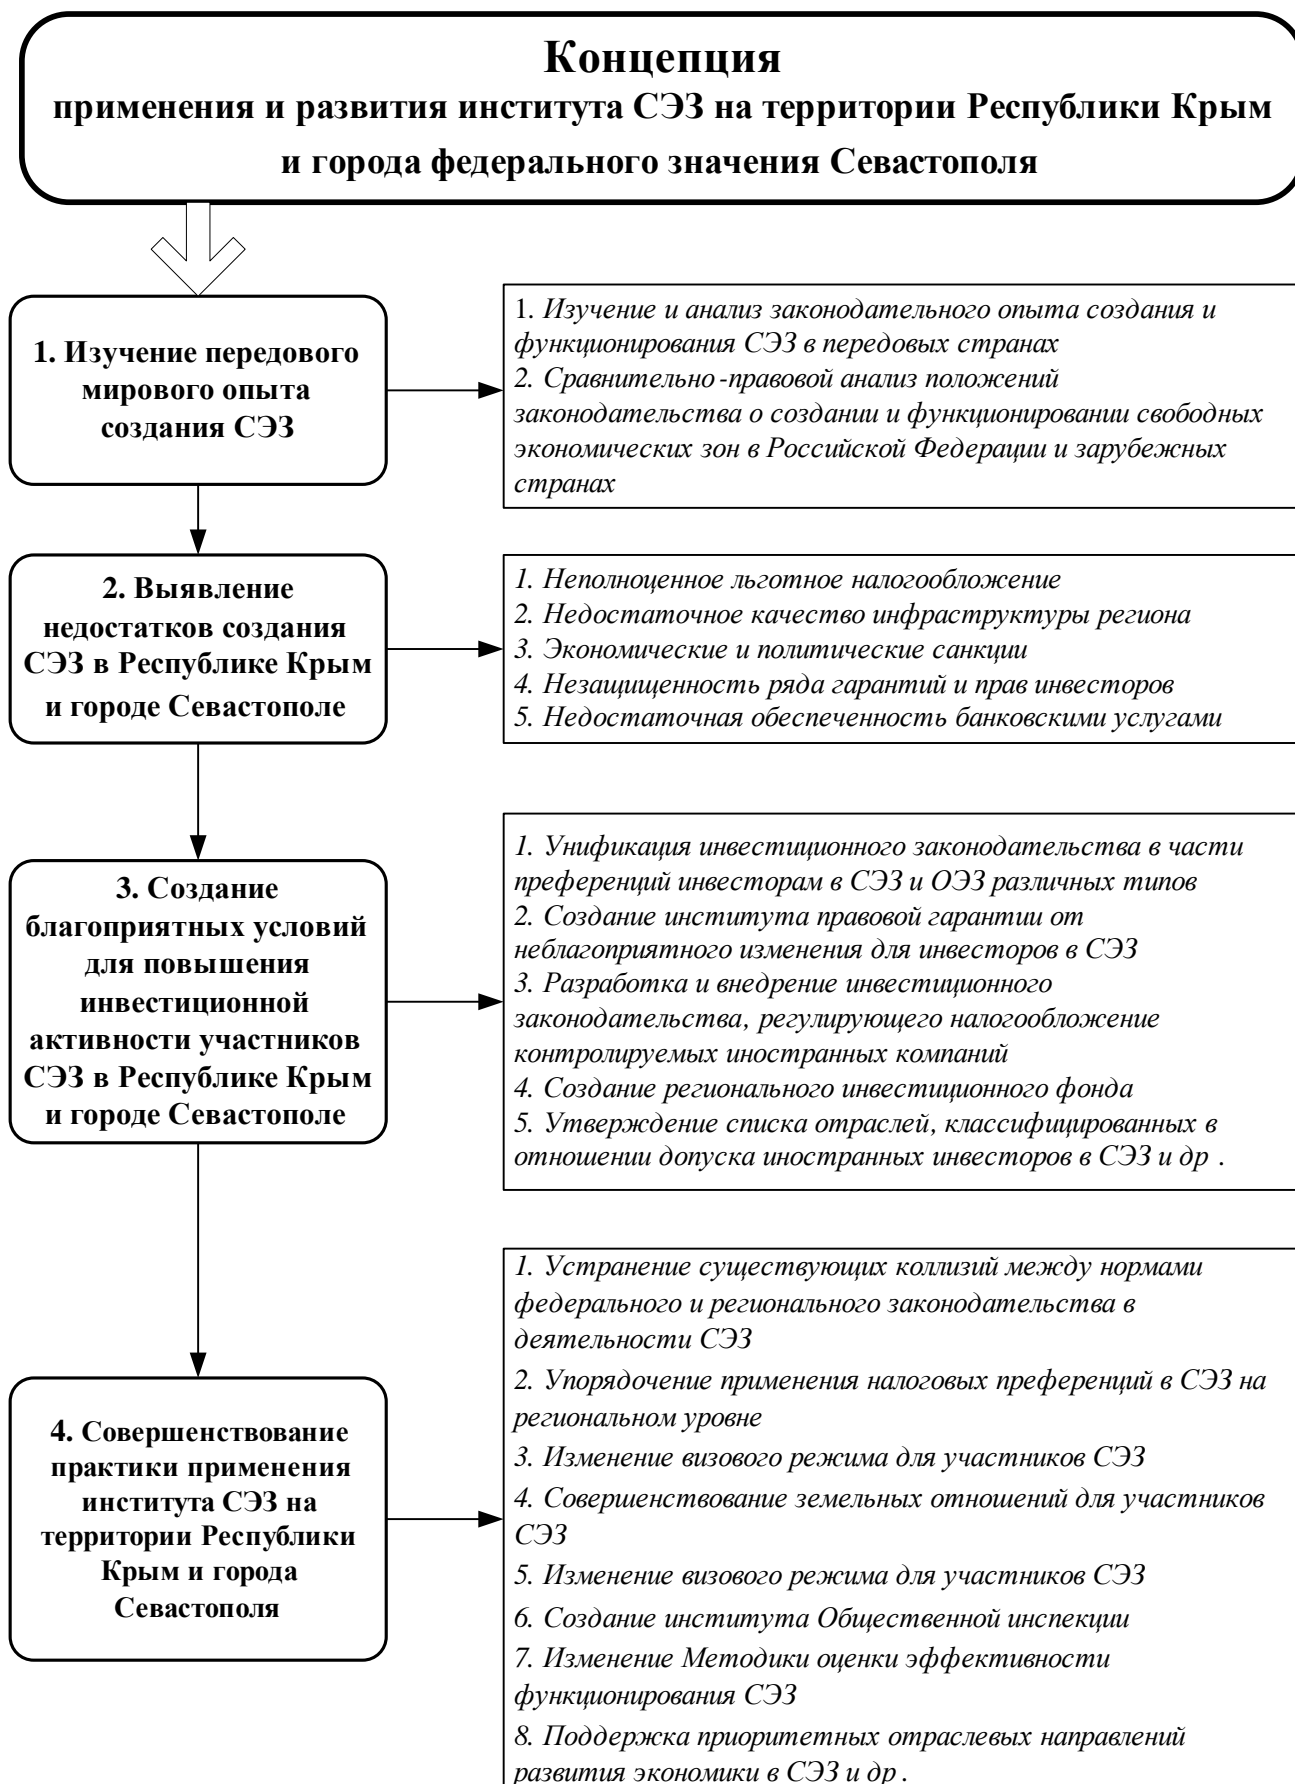 Концепция
применения и развития института СЭЗ на территории Республики Крым
и города федерального значения Севастополя
1. Изучение передового
мирового опыта
создания СЭЗ
1. Изучение и анализ законодательного опыта создания и
функционирования СЭЗ в передовых странах
2. Сравнительно-правовой анализ положений
законодательства о создании и функционировании свободных
экономических зон в Российской Федерации и зарубежных
странах
2. Выявление
недостатков создания
СЭЗ в Республике Крым
и городе Севастополе
1. Неполноценное льготное налогообложение
2. Недостаточное качество инфраструктуры региона
3. Экономические и политические санкции
4. Незащищенность ряда гарантий и прав инвесторов
5. Недостаточная обеспеченность банковскими услугами
3. Создание
благоприятных условий
для повышения
инвестиционной
активности участников
СЭЗ в Республике Крым
и городе Севастополе
1. Унификация инвестиционного законодательства в части
преференций инвесторам в СЭЗ и ОЭЗ различных типов
2. Создание института правовой гарантии от
неблагоприятного изменения для инвесторов в СЭЗ
3. Разработка и внедрение инвестиционного
законодательства, регулирующего налогообложение
контролируемых иностранных компаний
4. Создание регионального инвестиционного фонда
5. Утверждение списка отраслей, классифицированных в
отношении допуска иностранных инвесторов в СЭЗ и др .
4. Совершенствование
практики применения
института СЭЗ на
территории Республики
Крым и города
Севастополя
1. Устранение существующих коллизий между нормами
федерального и регионального законодательства в
деятельности СЭЗ
2. Упорядочение применения налоговых преференций в СЭЗ на
региональном уровне
3. Изменение визового режима для участников СЭЗ
4. Совершенствование земельных отношений для участников
СЭЗ
5. Изменение визового режима для участников СЭЗ
6. Создание института Общественной инспекции
7. Изменение Методики оценки эффективности
функционирования СЭЗ
8. Поддержка приоритетных отраслевых направлений
развития экономики в СЭЗ и др .